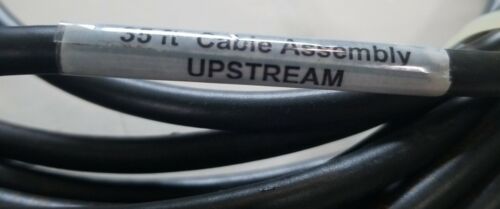 35 ft Cable Assembly
UPSTREAM